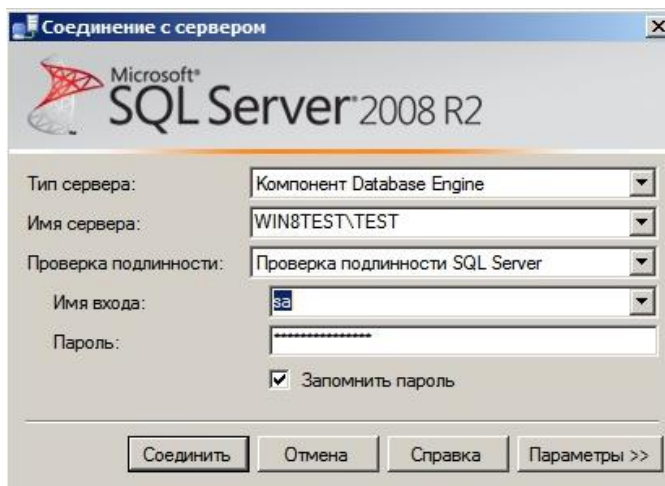 Соединение с сервером
Microsoft®
SQL Server® 2008 R2
Тип сервера: Компонент Database Engine
Имя сервера: WIN8TEST\TEST
Проверка подлинности: Проверка подлинности SQL Server
Имя входа: sa
Пароль: ***************
Запомнить пароль
Соединить Отмена Справка Параметры >>